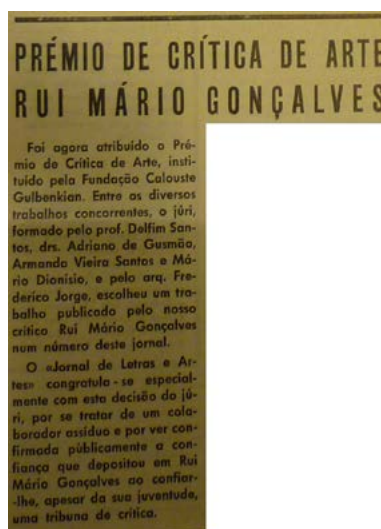 PRÉMIO DE CRÍTICA DE ARTE
RUI MÁRIO GONÇALVES
Foi agora atribuído o Pré-
mio de Crítica de Arte, insti-
tuído pela Fundação Calouste
Gulbenkian. Entre os diversos
trabalhos concorrentes, o júri,
formado pelo prof. Delfim San-
tos, drs. Adriano de Gusmão,
Armando Vieira Santos e Má-
rio Dionísio, e pelo arq. Fre-
derico Jorge, escolheu um tra-
balho publicado pelo nosso
crítico Rui Mário Gonçalves
num número deste jornal.
O «Jornal de Letras e Ar-
tes» congratula-se especial-
mente com esta decisão do jú-
ri, por se tratar de um cola-
borador assíduo e por ver con-
firmada públicamente a con-
fiança que depositou em Rui
Mário Gonçalves ao confiar-
-lhe, apesar da sua juventude,
uma tribuna de crítica.